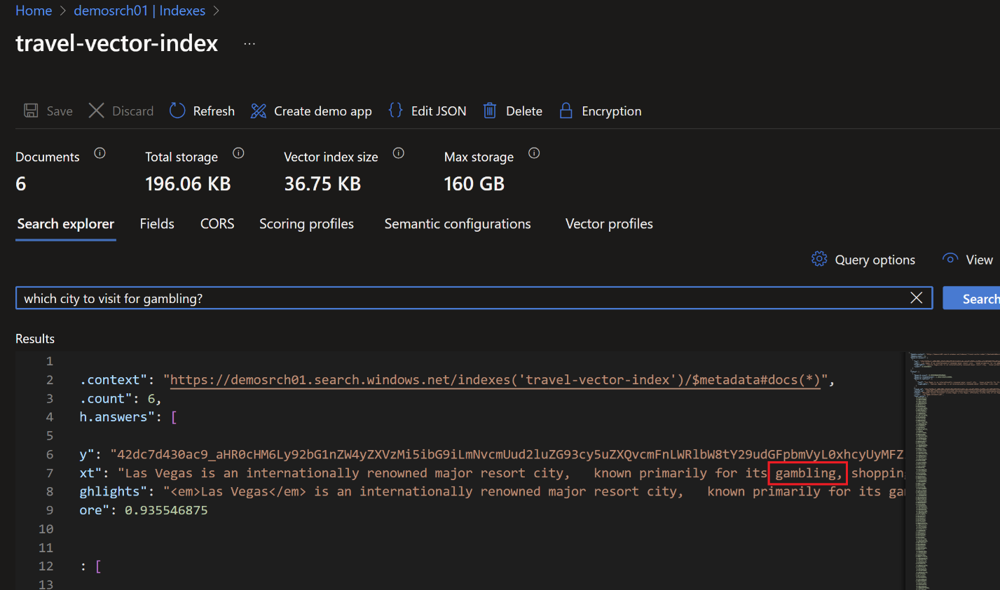 Home > demosrch01 | Indexes >
travel-vector-index ...
Save Discard Refresh Create demo app Edit JSON Delete Encryption
Documents Total storage Vector index size Max storage
6 196.06 KB 36.75 KB 160 GB
Search explorer Fields CORS Scoring profiles Semantic configurations Vector profiles
Query options View
which city to visit for gambling? Search
Results
1
2 .context": "https://demosrch01.search.windows.net/indexes('travel-vector-index')/$metadata#docs(*)",
3 .count": 6,
4 h.answers": [
5
6 y": "42dc7d430ac9_aHR0cHM6Ly92bG1nZW4yZXVzMi5ibG9iLmNvcmUud2luZG93cy5uZXQvcmFnLWRlbW8tY29udGFpbmVyL0xhcyUyMFZ
7 xt": "Las Vegas is an internationally renowned major resort city, known primarily for its gambling, shopping
8 ghlights": "<em>Las Vegas</em> is an internationally renowned major resort city, known primarily for its ga
9 ore": 0.935546875
10
11
12 : [
13